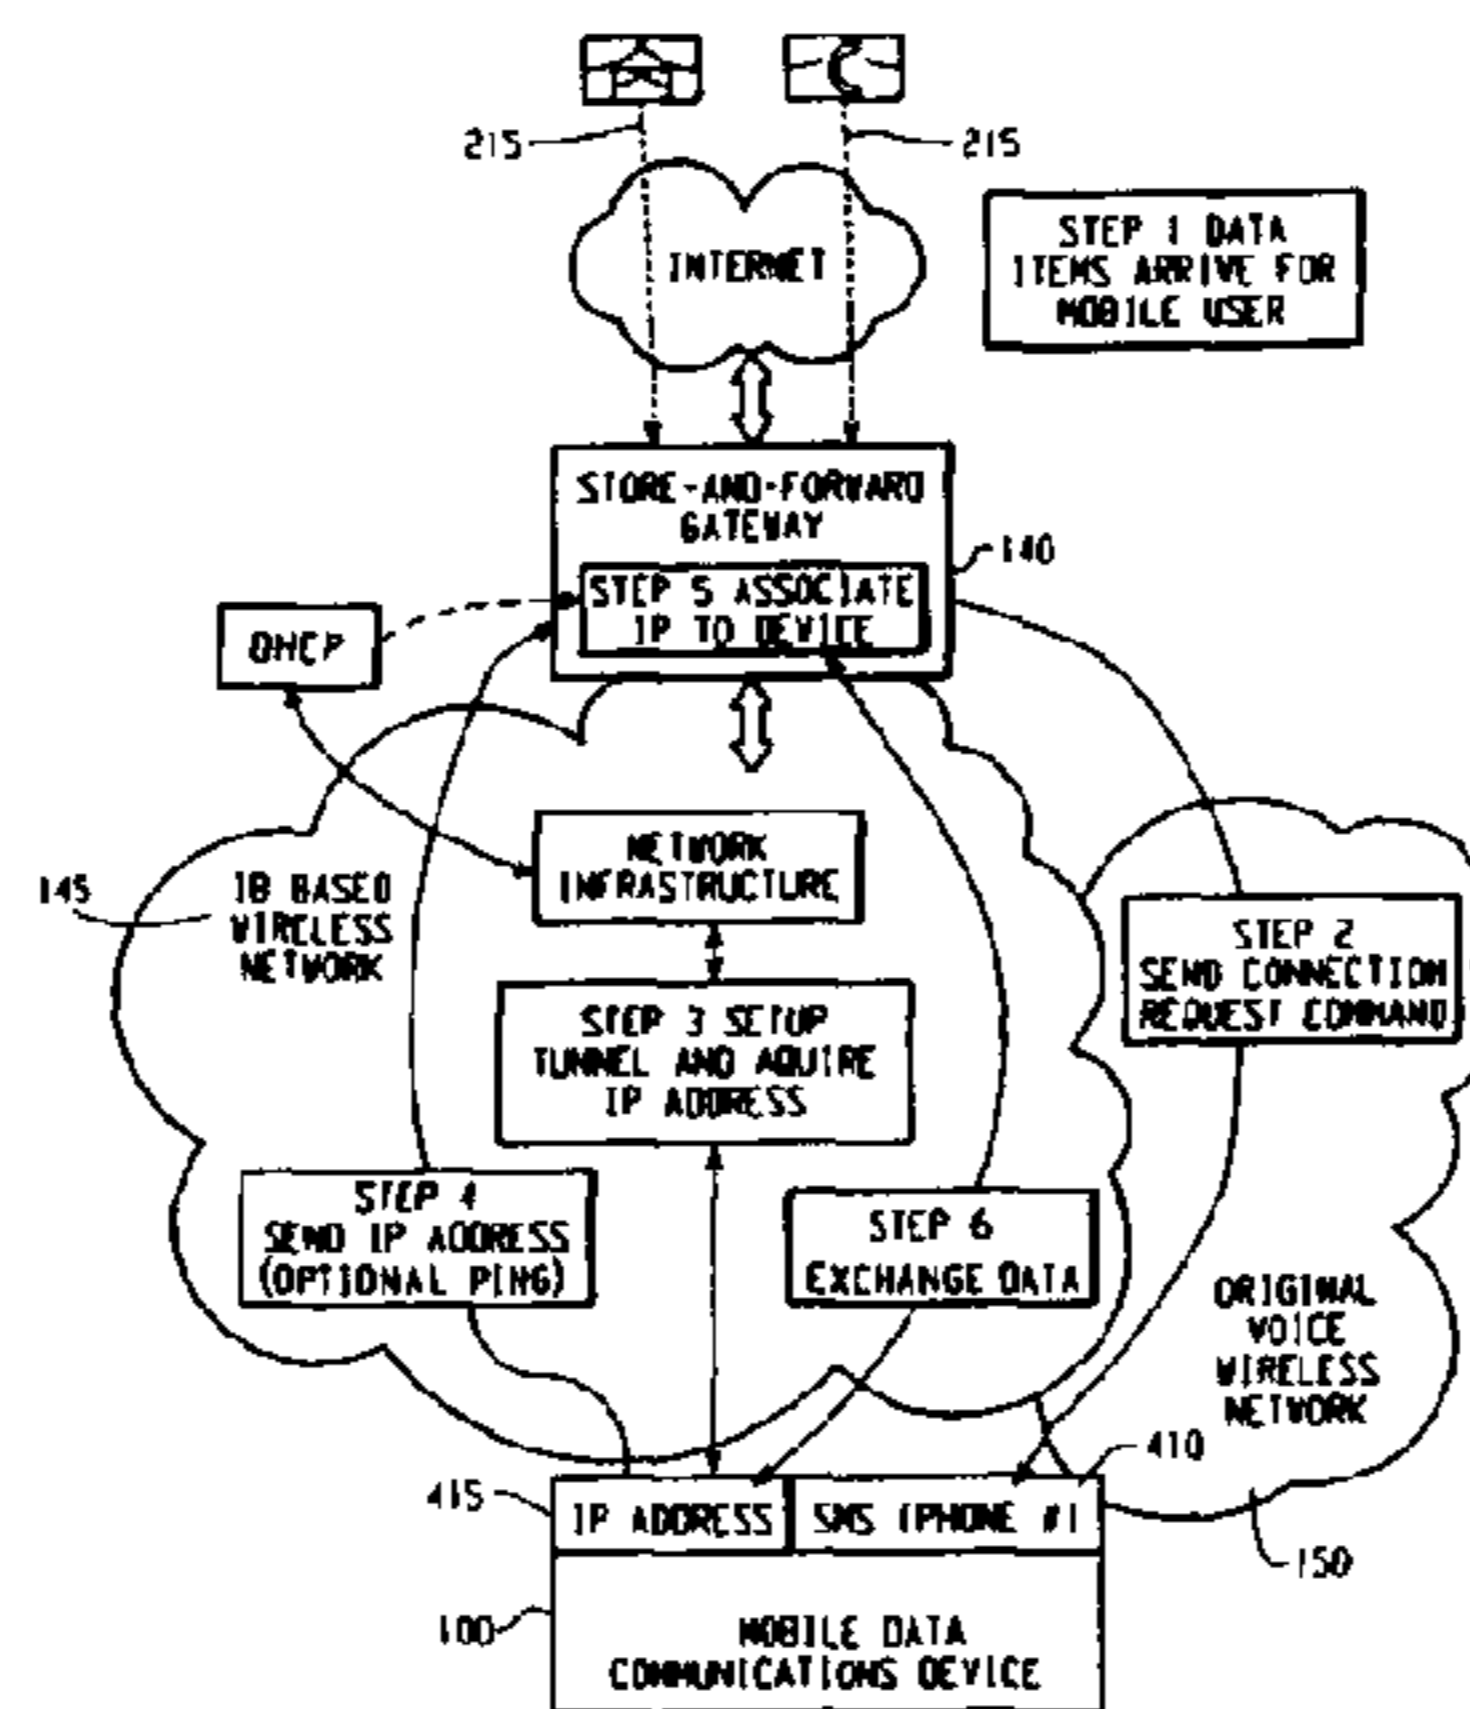 215
215
INTERNET
STEP 1 DATA
ITEMS ARRIVE FOR
MOBILE USER
STORE-AND-FORWARD
GATEWAY
140
STEP 5 ASSOCIATE
IP TO DEVICE
DHCP
NETWORK
INFRASTRUCTURE
145
IB BASED
WIRELESS
NETWORK
STEP 2
SEND CONNECTION
REQUEST COMMAND
STEP 3 SETUP
TUNNEL AND AQUIRE
IP ADDRESS
STEP 4
SEND IP ADDRESS
(OPTIONAL PING)
STEP 6
EXCHANGE DATA
ORIGINAL
VOICE
WIRELESS
NETWORK
410
415
IP ADDRESS
SMS (PHONE #1
150
100
MOBILE DATA
COMMUNICATIONS DEVICE